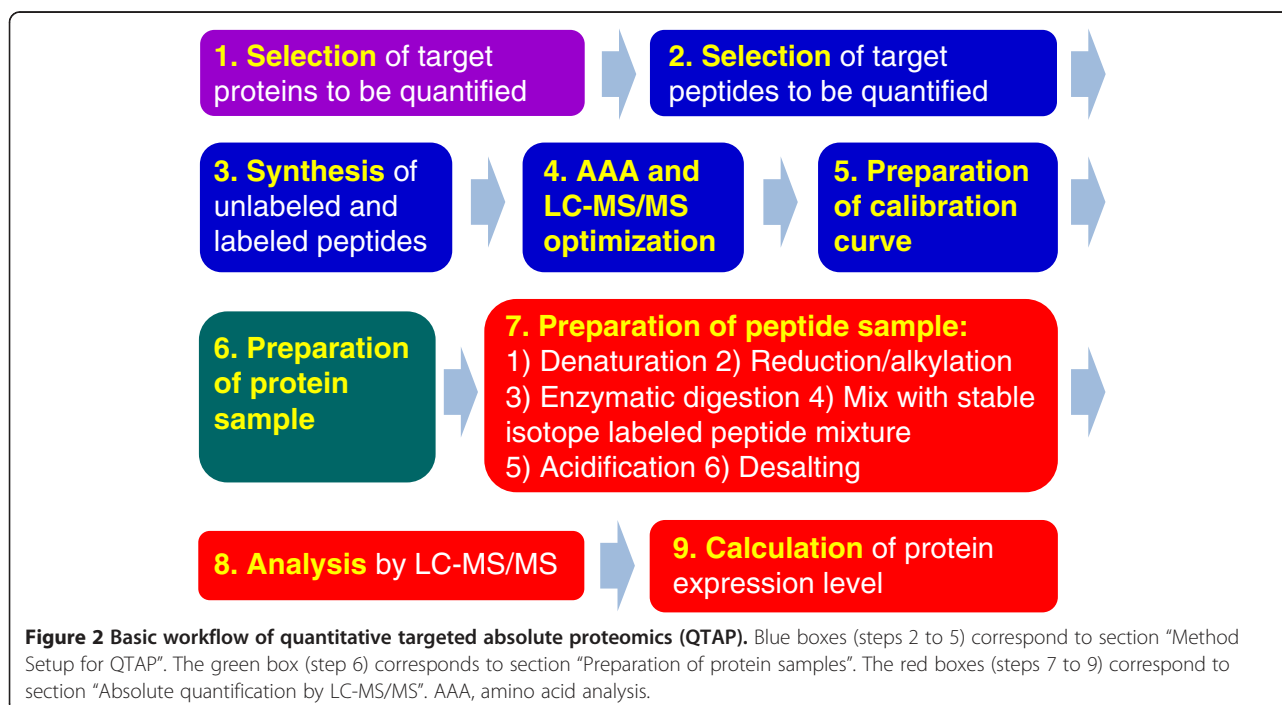 1. Selection of target
proteins to be quantified
2. Selection of target
peptides to be quantified
3. Synthesis of
unlabeled and
labeled peptides
4. AAA and
LC-MS/MS
optimization
5. Preparation
of calibration
curve
6. Preparation
of protein
sample
7. Preparation of peptide sample:
1) Denaturation 2) Reduction/alkylation
3) Enzymatic digestion 4) Mix with stable
isotope labeled peptide mixture
5) Acidification 6) Desalting
8. Analysis by LC-MS/MS
9. Calculation of protein
expression level
Figure 2 Basic workflow of quantitative targeted absolute proteomics (QTAP). Blue boxes (steps 2 to 5) correspond to section “Method
Setup for QTAP”. The green box (step 6) corresponds to section “Preparation of protein samples”. The red boxes (steps 7 to 9) correspond to
section “Absolute quantification by LC-MS/MS”. AAA, amino acid analysis.